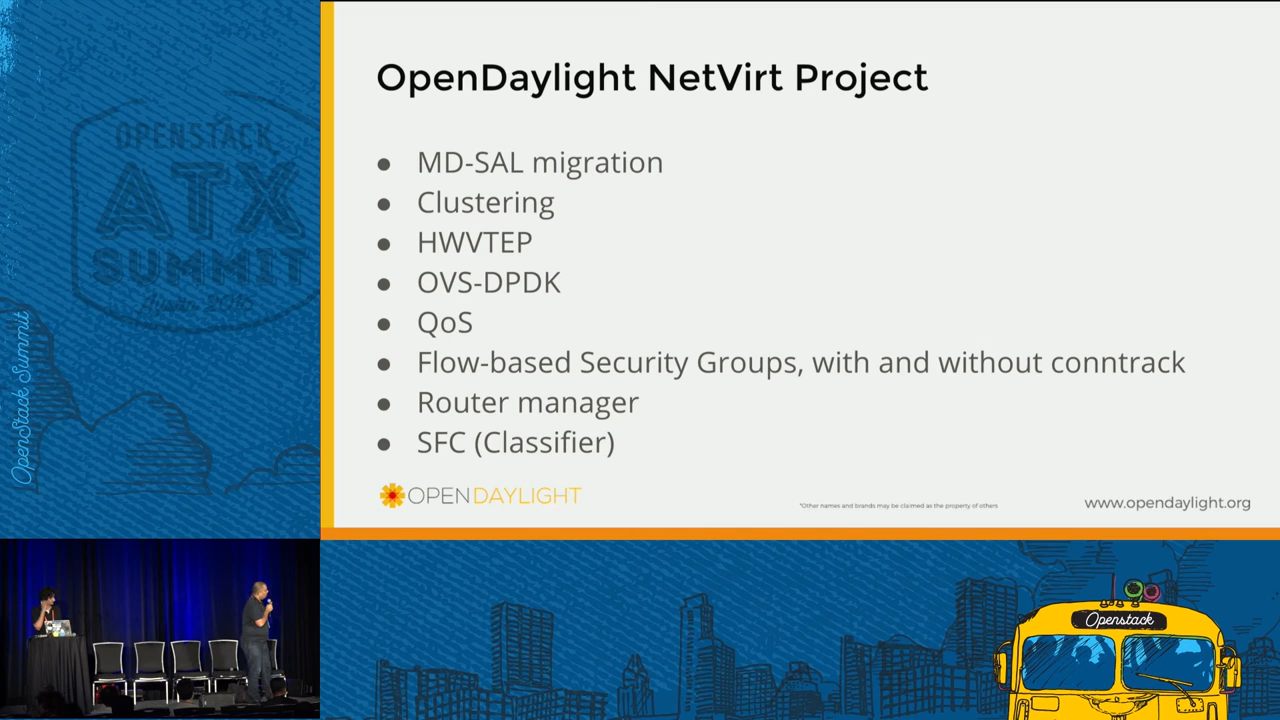 OPENSTACK
ATX
SUMMIT
Austin 2016
OpenStack Summit
OpenDaylight NetVirt Project
● MD-SAL migration
● Clustering
● HWVTEP
● OVS-DPDK
● QoS
● Flow-based Security Groups, with and without conntrack
● Router manager
● SFC (Classifier)
OPENDAYLIGHT
*Other names and brands may be claimed as the property of others
www.opendaylight.org
Openstack